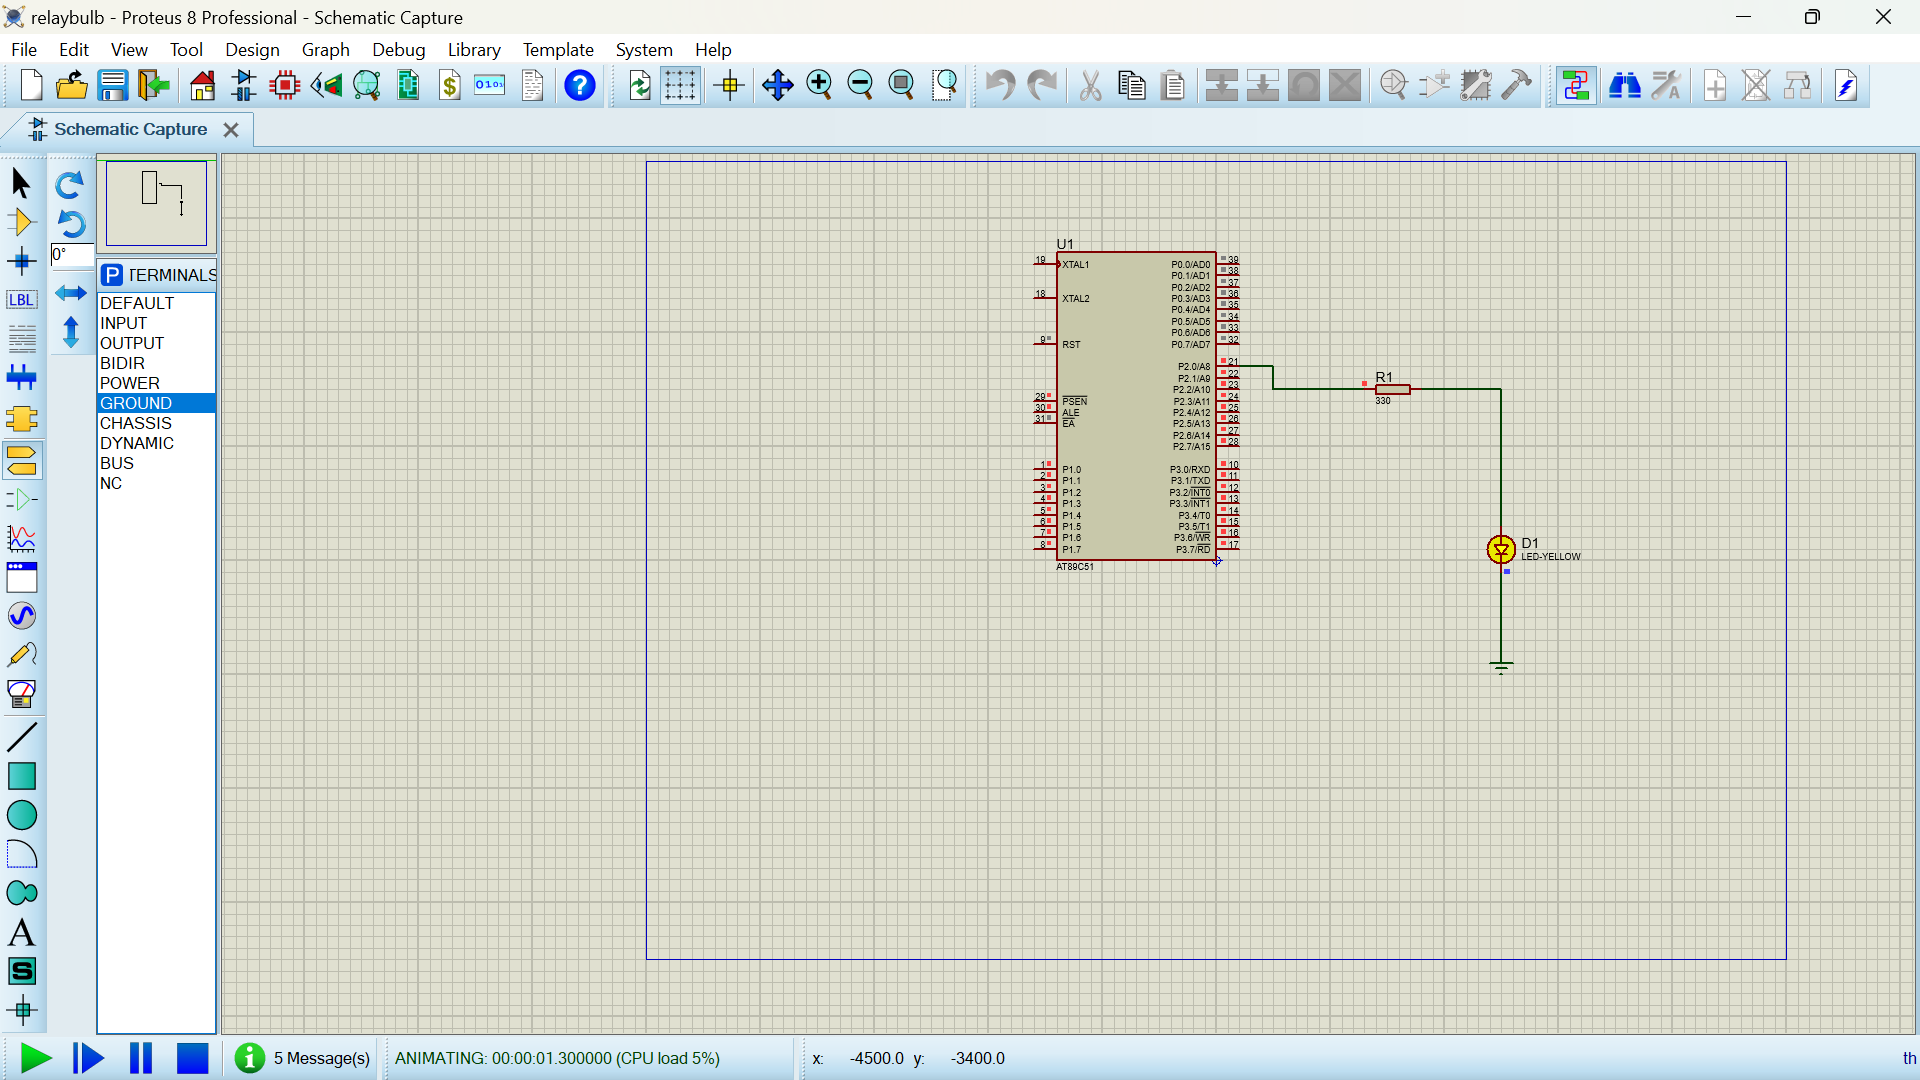 relaybulb - Proteus 8 Professional - Schematic Capture
File Edit View Tool Design Graph Debug Library Template System Help
Schematic Capture
0°
LBL
P TERMINALS
DEFAULT
INPUT
OUTPUT
BIDIR
POWER
GROUND
CHASSIS
DYNAMIC
BUS
NC
A
S
U1
19 XTAL1
18 XTAL2
9 RST
29 PSEN
30 ALE
31 EA
1 P1.0
2 P1.1
3 P1.2
4 P1.3
5 P1.4
6 P1.5
7 P1.6
8 P1.7
P0.0/AD0 39
P0.1/AD1 38
P0.2/AD2 37
P0.3/AD3 36
P0.4/AD4 35
P0.5/AD5 34
P0.6/AD6 33
P0.7/AD7 32
P2.0/A8 21
P2.1/A9 22
P2.2/A10 23
P2.3/A11 24
P2.4/A12 25
P2.5/A13 26
P2.6/A14 27
P2.7/A15 28
P3.0/RXD 10
P3.1/TXD 11
P3.2/INT0 12
P3.3/INT1 13
P3.4/T0 14
P3.5/T1 15
P3.6/WR 16
P3.7/RD 17
AT89C51
R1
330
D1
LED-YELLOW
5 Message(s)
ANIMATING: 00:00:01.300000 (CPU load 5%)
x: -4500.0 y: -3400.0
th